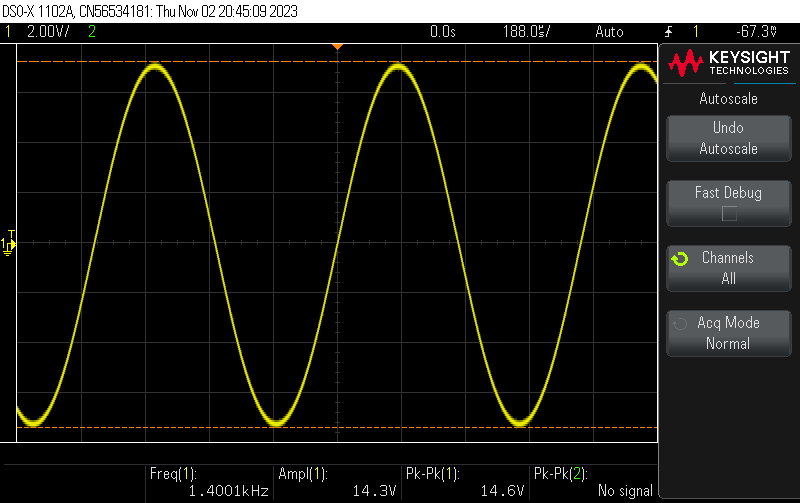 DSO-X 1102A, CN56534181: Thu Nov 02 20:45:09 2023
1 2.00V/ 2 0.0s 188.0s/ Auto 1 -67.3
KEYSIGHT
TECHNOLOGIES
Autoscale
Undo
Autoscale
Fast Debug
Channels
All
Acq Mode
Normal
T
1
Freq(1): Ampl(1): Pk-Pk(1): Pk-Pk(2):
1.4001kHz 14.3V 14.6V No signal